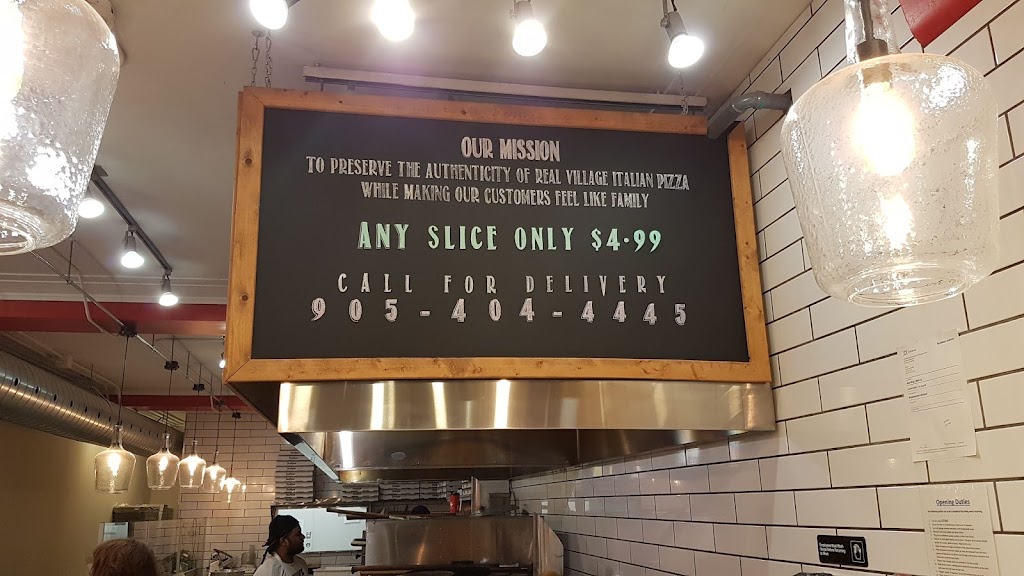 OUR MISSION
TO PRESERVE THE AUTHENTICITY OF REAL VILLAGE ITALIAN PIZZA
WHILE MAKING OUR CUSTOMERS FEEL LIKE FAMILY
ANY SLICE ONLY $4.99
CALL FOR DELIVERY
905-404-4445
Opening Duties